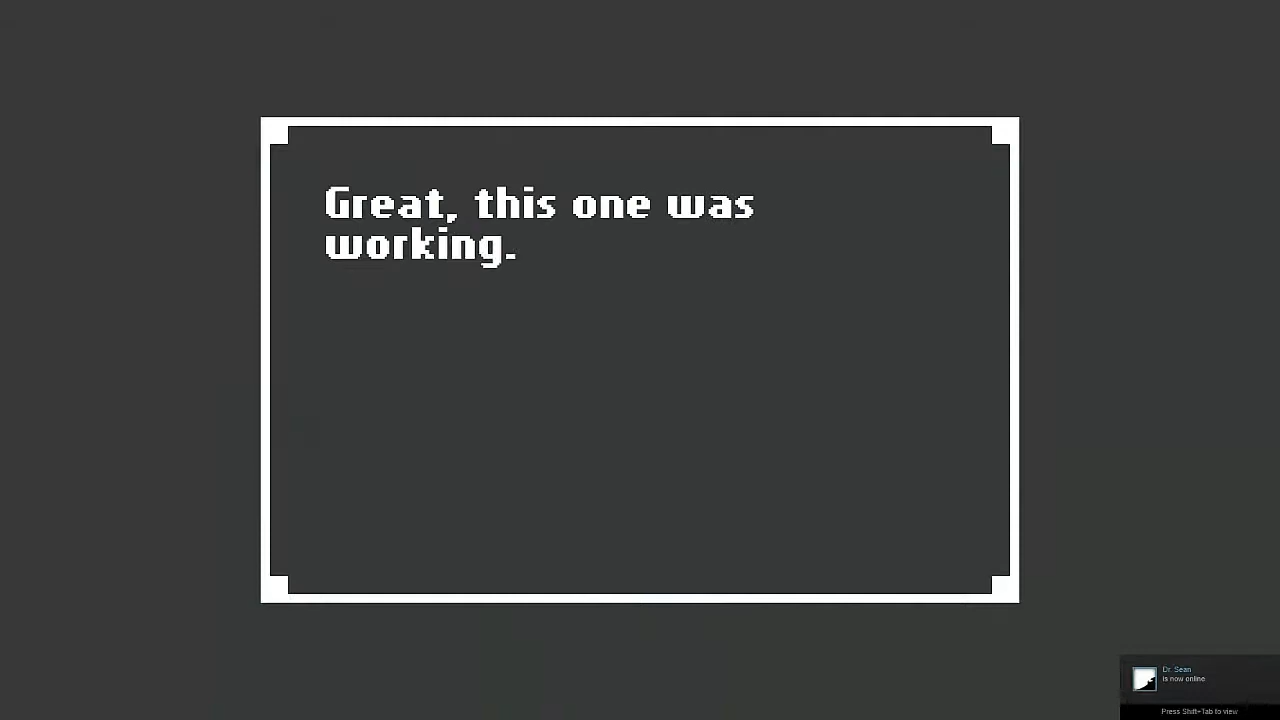 Great, this one was
working.
Dr. Sean
is now online
Press Shift+Tab to view